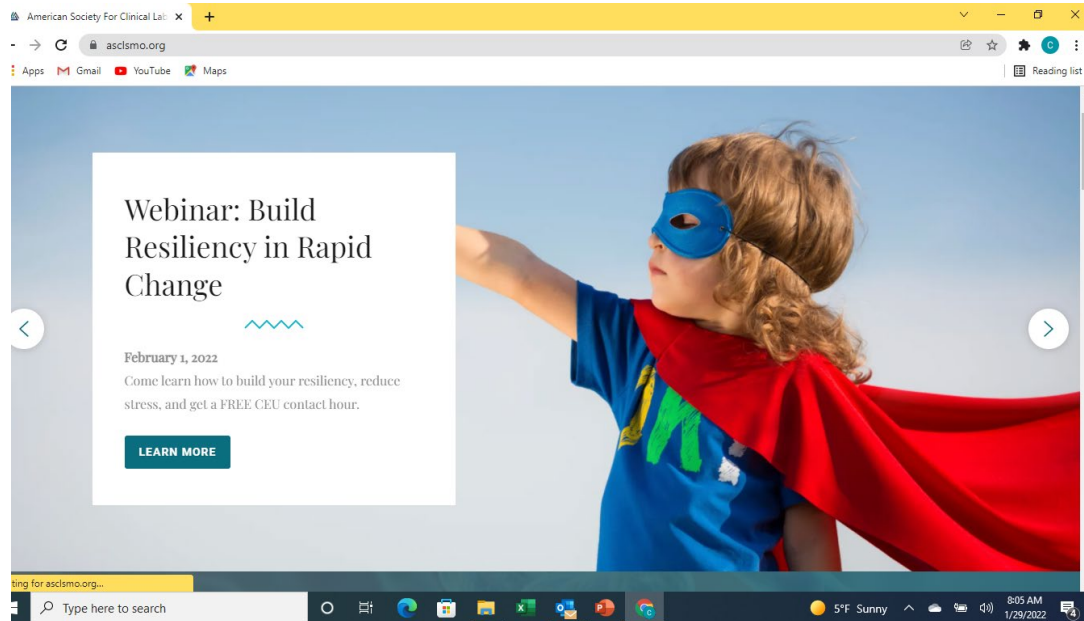 American Society For Clinical Lab
asclsmo.org
Apps Gmail YouTube Maps Reading list
Webinar: Build
Resiliency in Rapid
Change
February 1, 2022
Come learn how to build your resiliency, reduce
stress, and get a FREE CEU contact hour.
LEARN MORE
ting for asclsmo.org...
Type here to search
5°F Sunny
8:05 AM
1/29/2022
4